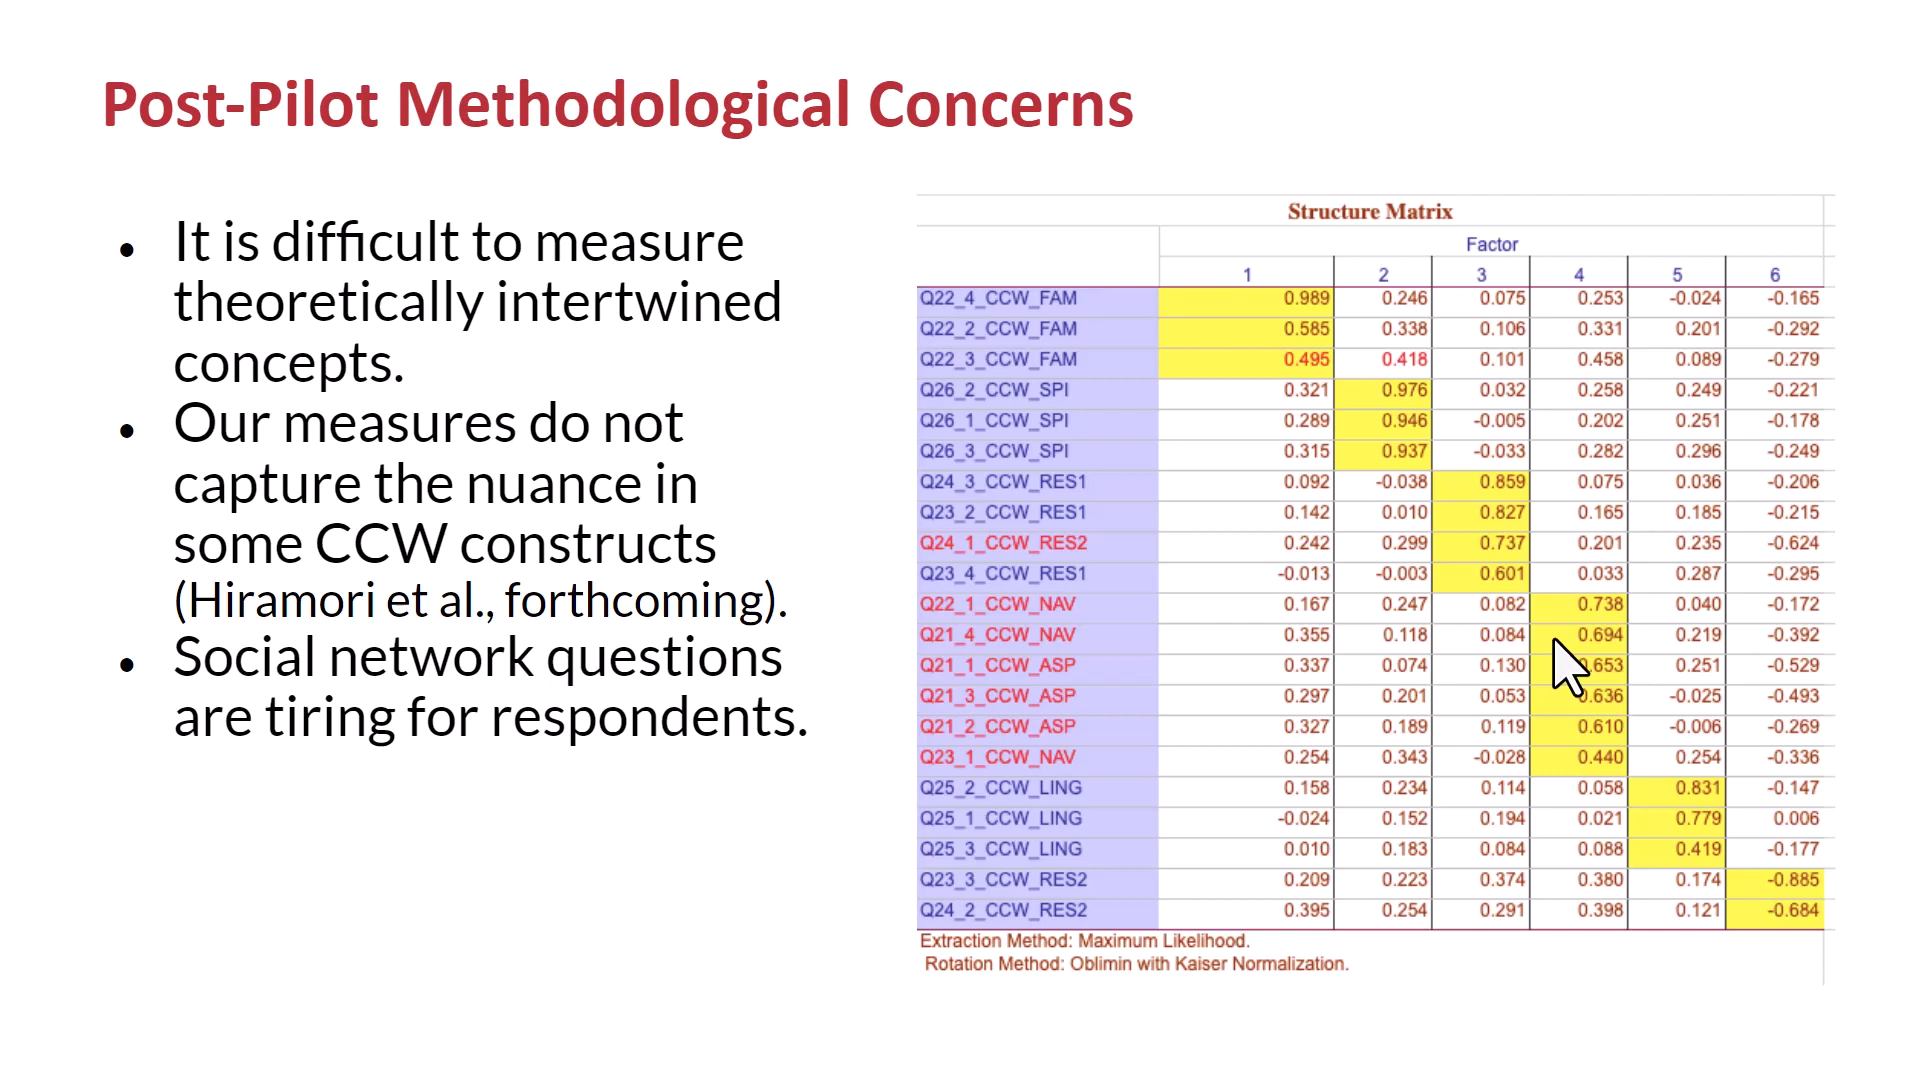 Post-Pilot Methodological Concerns
• It is difficult to measure
theoretically intertwined
concepts.
• Our measures do not
capture the nuance in
some CCW constructs
(Hiramori et al., forthcoming).
• Social network questions
are tiring for respondents.
Structure Matrix
Factor
1 2 3 4 5 6
Q22_4_CCW_FAM 0.989 0.246 0.075 0.253 -0.024 -0.165
Q22_2_CCW_FAM 0.585 0.338 0.106 0.331 0.201 -0.292
Q22_3_CCW_FAM 0.495 0.418 0.101 0.458 0.089 -0.279
Q26_2_CCW_SPI 0.321 0.976 0.032 0.258 0.249 -0.221
Q26_1_CCW_SPI 0.289 0.946 -0.005 0.202 0.251 -0.178
Q26_3_CCW_SPI 0.315 0.937 -0.033 0.282 0.296 -0.249
Q24_3_CCW_RES1 0.092 -0.038 0.859 0.075 0.036 -0.206
Q23_2_CCW_RES1 0.142 0.010 0.827 0.165 0.185 -0.215
Q24_1_CCW_RES2 0.242 0.299 0.737 0.201 0.235 -0.624
Q23_4_CCW_RES1 -0.013 -0.003 0.601 0.033 0.287 -0.295
Q22_1_CCW_NAV 0.167 0.247 0.082 0.738 0.040 -0.172
Q21_4_CCW_NAV 0.355 0.118 0.084 0.694 0.219 -0.392
Q21_1_CCW_ASP 0.337 0.074 0.130 0.653 0.251 -0.529
Q21_3_CCW_ASP 0.297 0.201 0.053 0.636 -0.025 -0.493
Q21_2_CCW_ASP 0.327 0.189 0.119 0.610 -0.006 -0.269
Q23_1_CCW_NAV 0.254 0.343 -0.028 0.440 0.254 -0.336
Q25_2_CCW_LING 0.158 0.234 0.114 0.058 0.831 -0.147
Q25_1_CCW_LING -0.024 0.152 0.194 0.021 0.779 0.006
Q25_3_CCW_LING 0.010 0.183 0.084 0.088 0.419 -0.177
Q23_3_CCW_RES2 0.209 0.223 0.374 0.380 0.174 -0.885
Q24_2_CCW_RES2 0.395 0.254 0.291 0.398 0.121 -0.684
Extraction Method: Maximum Likelihood.
Rotation Method: Oblimin with Kaiser Normalization.